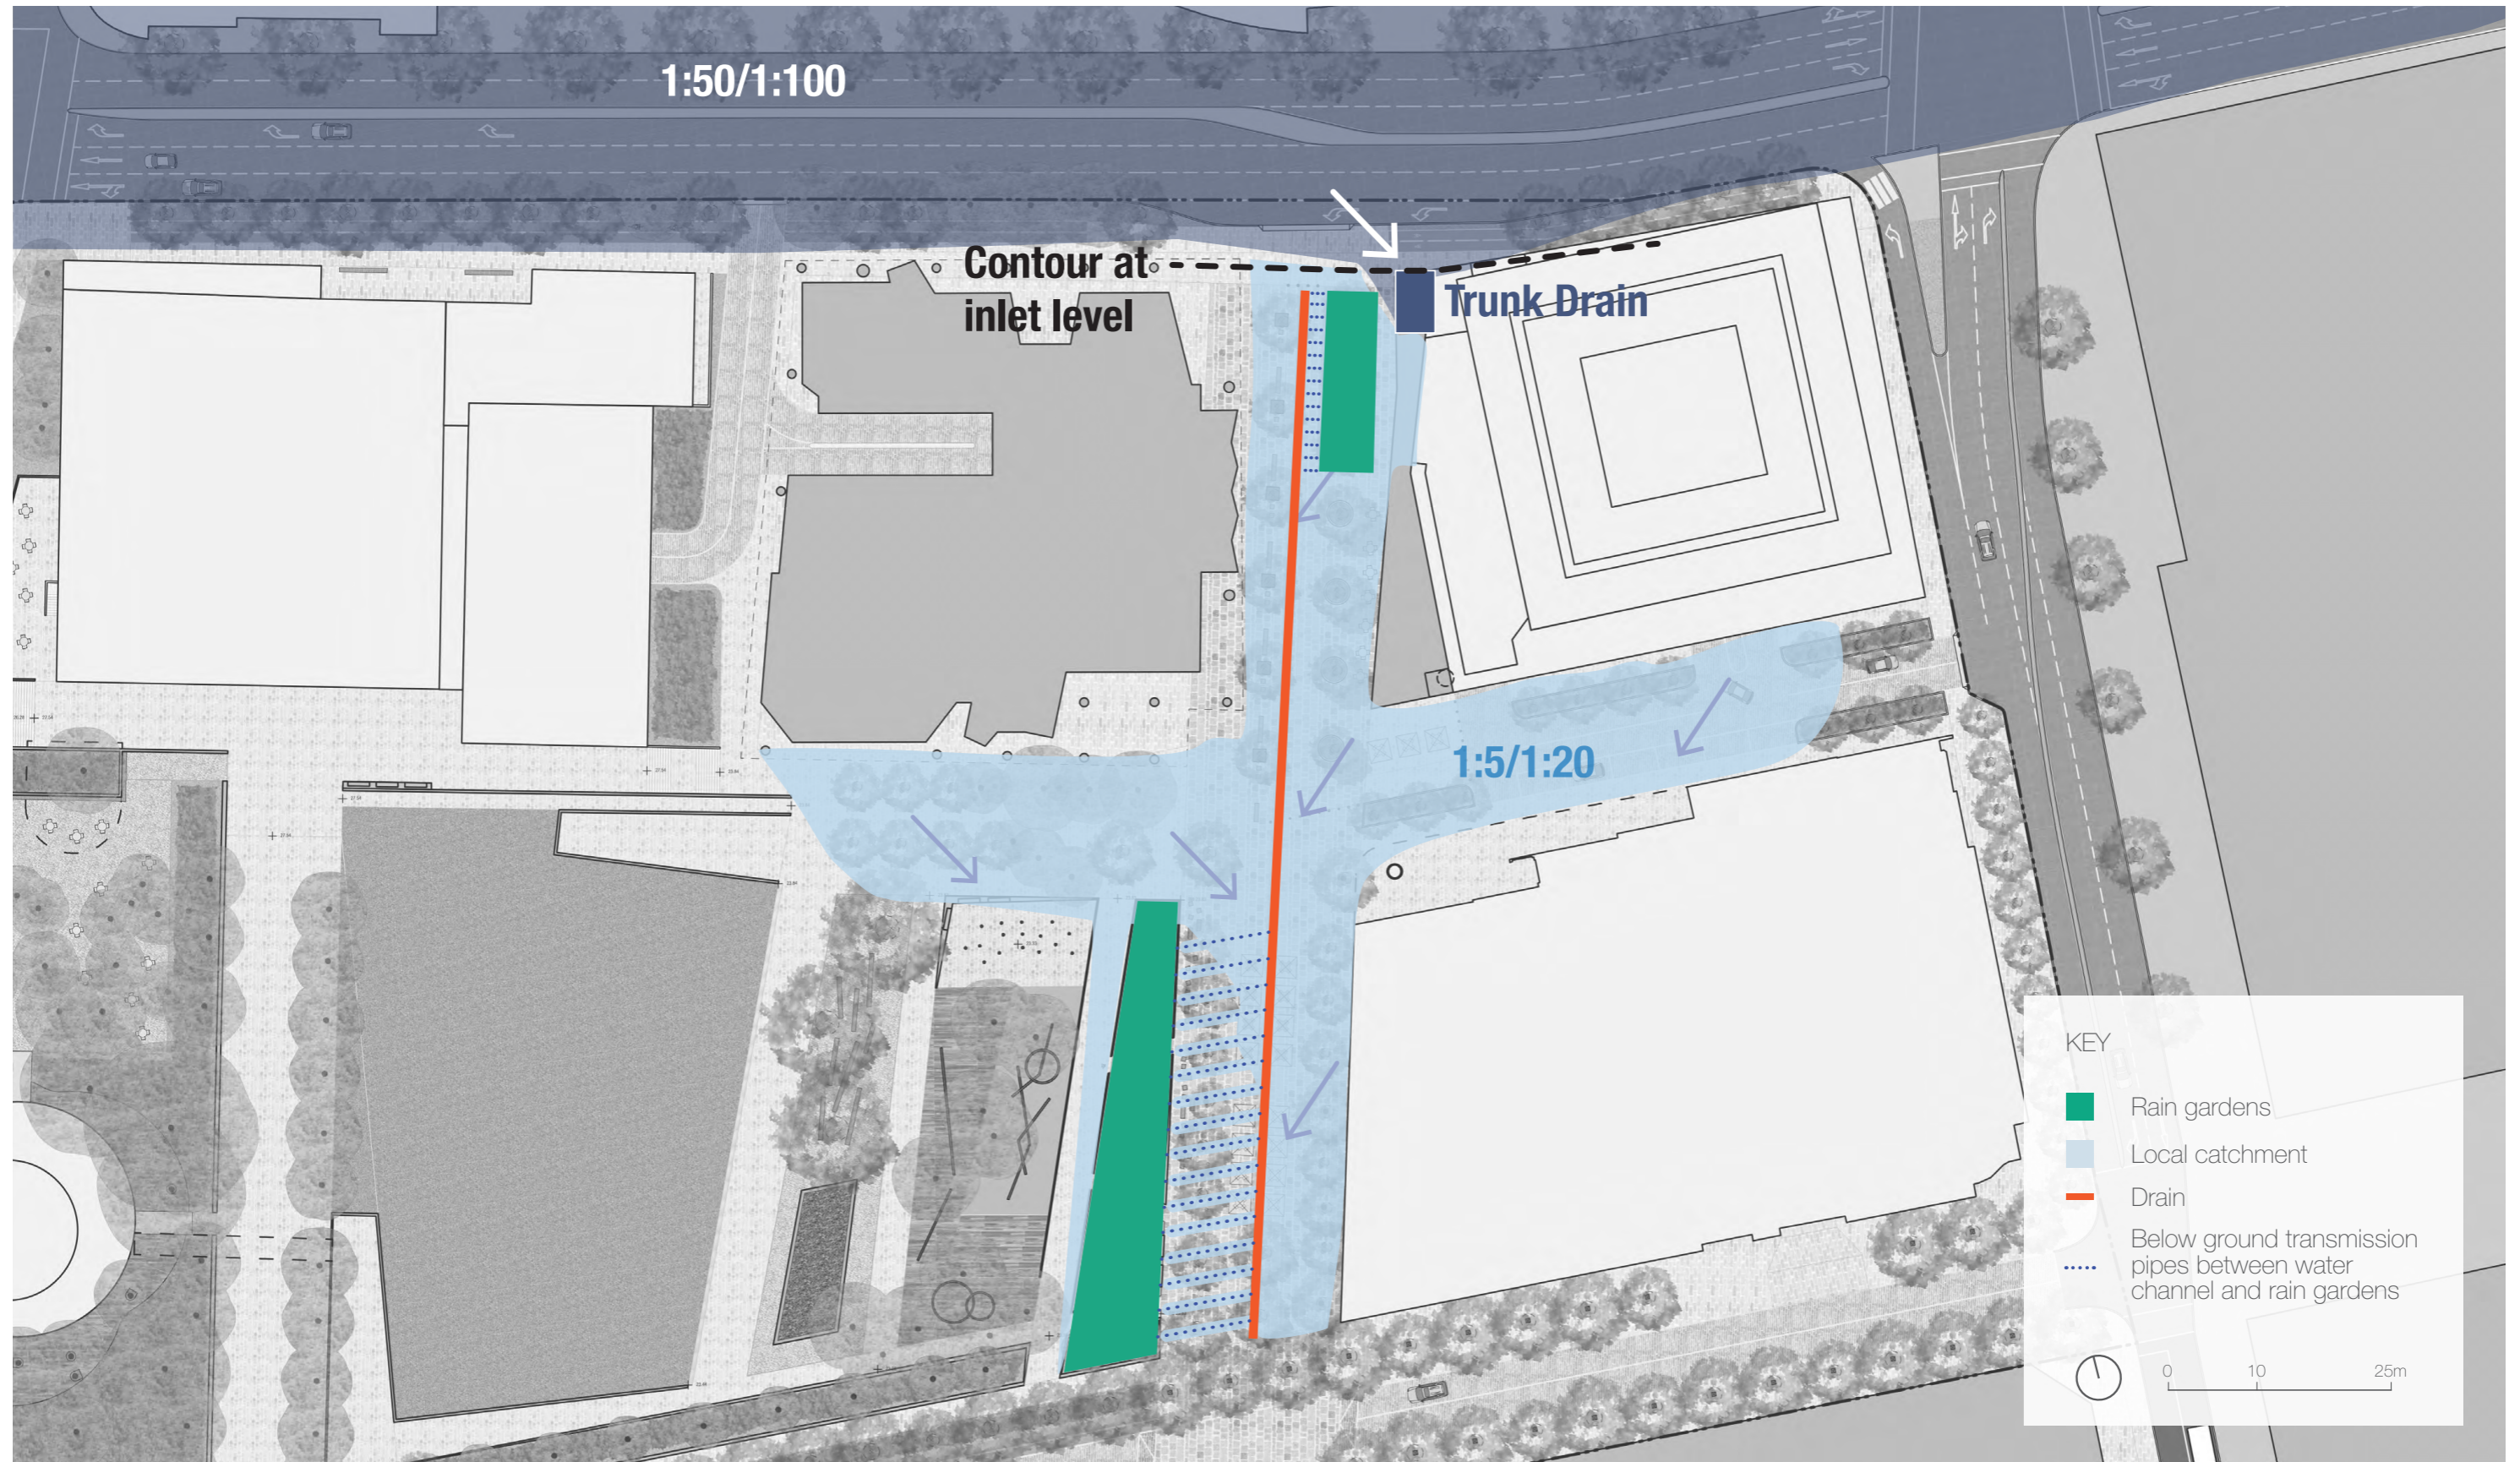 1:50/1:100
Contour at
inlet level
Trunk Drain
1:5/1:20
KEY
Rain gardens
Local catchment
Drain
Below ground transmission
pipes between water
channel and rain gardens
0 10 25m